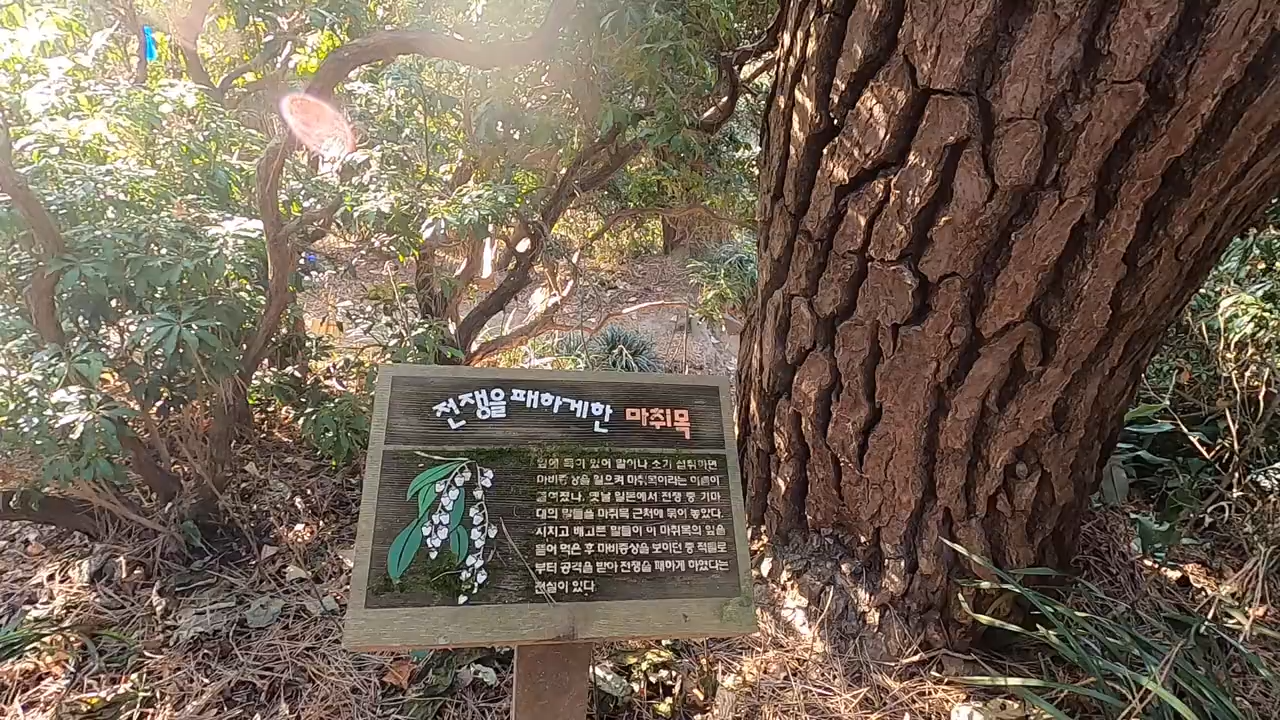 전쟁을 패하게한 마취목
잎에 독이 있어 말이나 소가 섭취하면
마비증상을 일으켜 마취목이라는 이름이
옛날 일본에서 전쟁 중 기마
대의 말들을 마취목 근처에 묶어 놓았다.
지치고 배고픈 말들이 이 마취목의 잎을
뜯어 먹은 후 마비증상을 보이던 중 적들로
부터 공격을 받아 전쟁을 패하게 하였다는
전설이 있다.